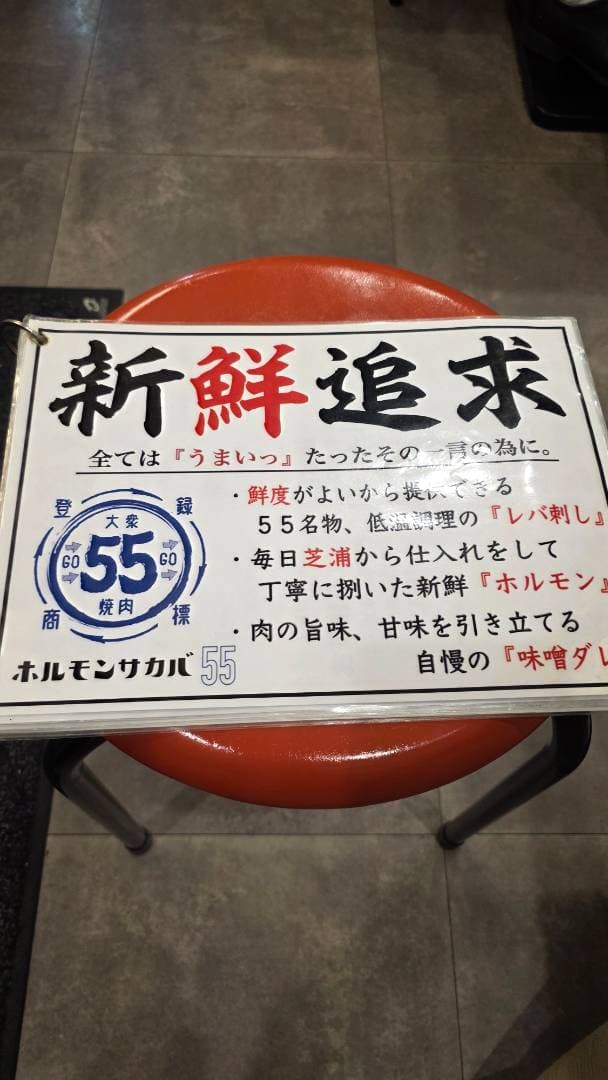 新鮮追求
全ては『うまいっ』たったその一言の為に。
登録商標
大衆
GO 55 GO
焼肉
ホルモンサカバ55
・鮮度がよいから提供できる
55名物、低温調理の『レバ刺し』
・毎日芝浦から仕入れをして
丁寧に捌いた新鮮『ホルモン』
・肉の旨味、甘味を引き立てる
自慢の『味噌ダレ